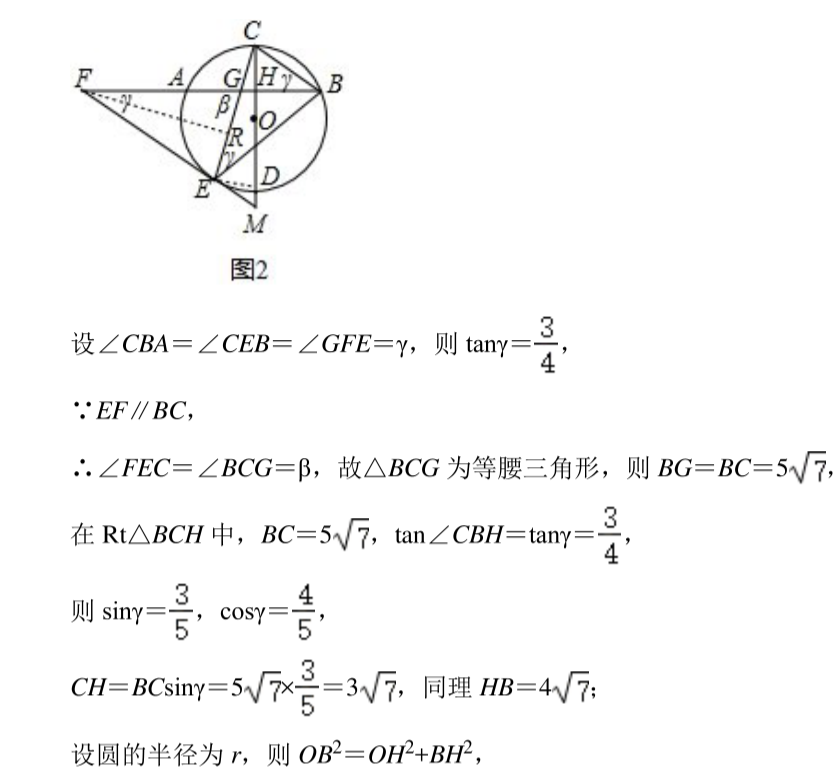 C
F A G H γ B
γ β
O
R
γ
E D
M
图2
设∠CBA=∠CEB=∠GFE=γ,则 tanγ=3/4,
∵EF∥BC,
∴∠FEC=∠BCG=β,故△BCG 为等腰三角形,则 BG=BC=5√7,
在 Rt△BCH 中,BC=5√7,tan∠CBH=tanγ=3/4,
则 sinγ=3/5,cosγ=4/5,
CH=BCsinγ=5√7×3/5=3√7,同理 HB=4√7;
设圆的半径为 r,则 OB²=OH²+BH²,